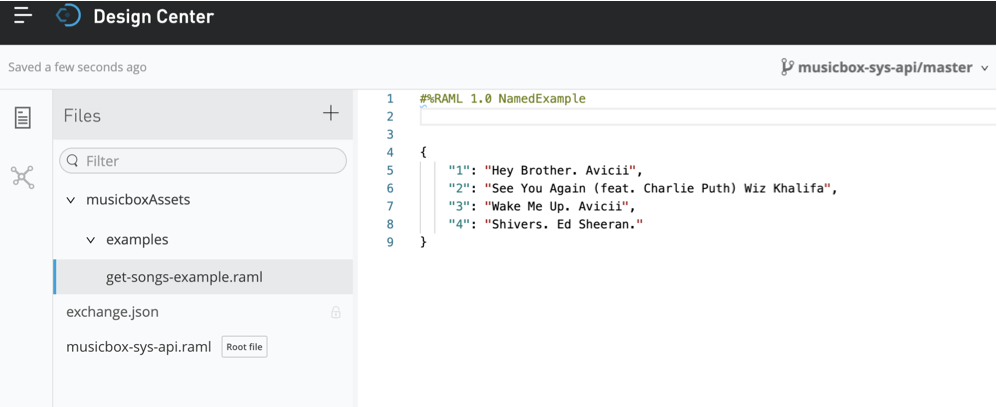 Design Center
Saved a few seconds ago
musicbox-sys-api/master
Files
Filter
musicboxAssets
examples
get-songs-example.raml
exchange.json
musicbox-sys-api.raml Root file
1 #%RAML 1.0 NamedExample
2
3
4 {
5 "1": "Hey Brother. Avicii",
6 "2": "See You Again (feat. Charlie Puth) Wiz Khalifa",
7 "3": "Wake Me Up. Avicii",
8 "4": "Shivers. Ed Sheeran."
9 }